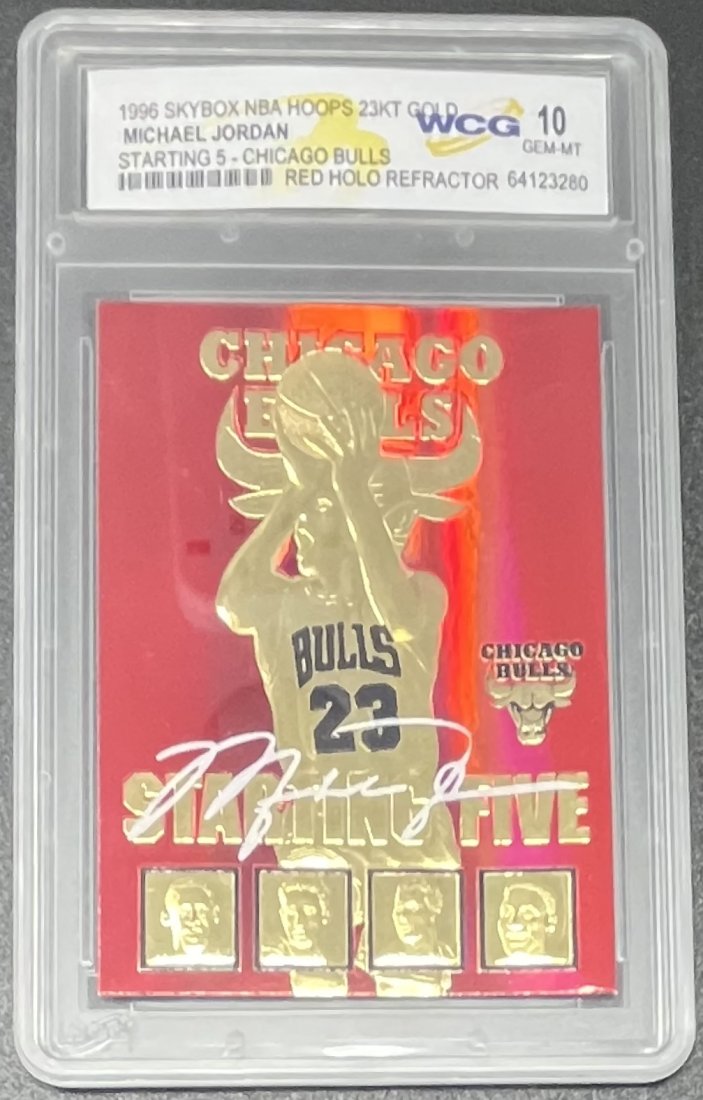 1996 SKYBOX NBA HOOPS 23KT GOLD
MICHAEL JORDAN
STARTING 5 - CHICAGO BULLS
RED HOLO REFRACTOR 64123280
WCG 10
GEM-MT
CHICAGO
BULLS
BULLS
23
CHICAGO
BULLS
STARTING FIVE